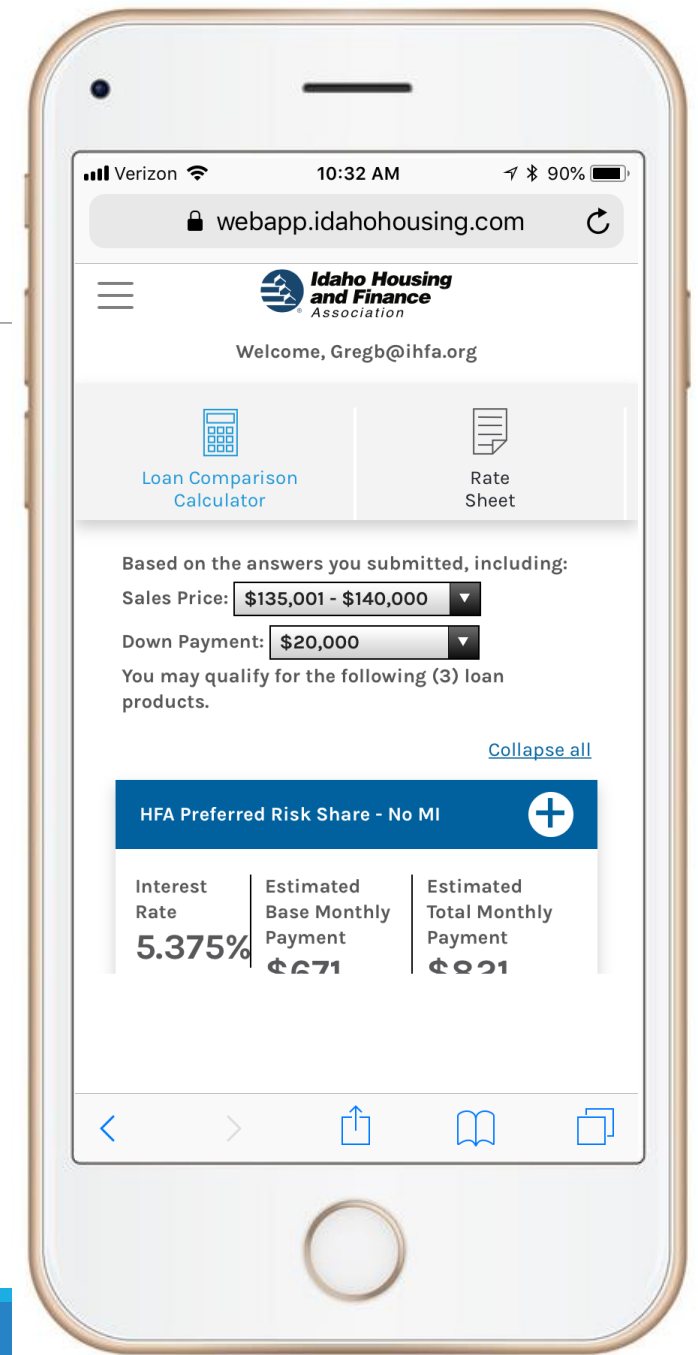 Verizon 10:32 AM 90%
webapp.idahohousing.com
Idaho Housing
and Finance
Association
Welcome, Gregb@ihfa.org
Loan Comparison
Calculator
Rate
Sheet
Based on the answers you submitted, including:
Sales Price: $135,001 - $140,000
Down Payment: $20,000
You may qualify for the following (3) loan
products.
Collapse all
HFA Preferred Risk Share - No MI
Interest
Rate
5.375%
Estimated
Base Monthly
Payment
$671
Estimated
Total Monthly
Payment